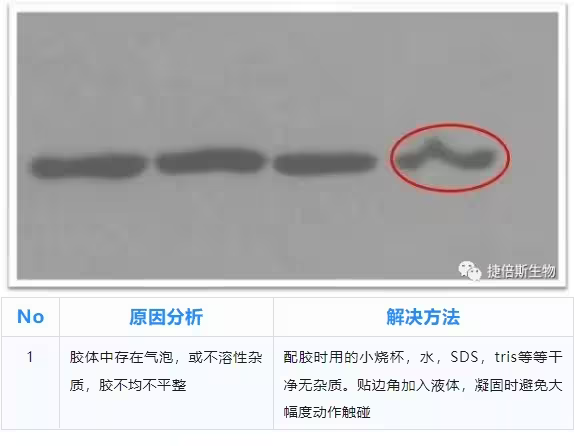 捷倍斯生物
No 原因分析 解决方法
1 胶体中存在气泡，或不溶性杂 配胶时用的小烧杯，水，SDS，tris等等干
质，胶不均不平整 净无杂质。贴边角加入液体，凝固时避免大
幅度动作触碰